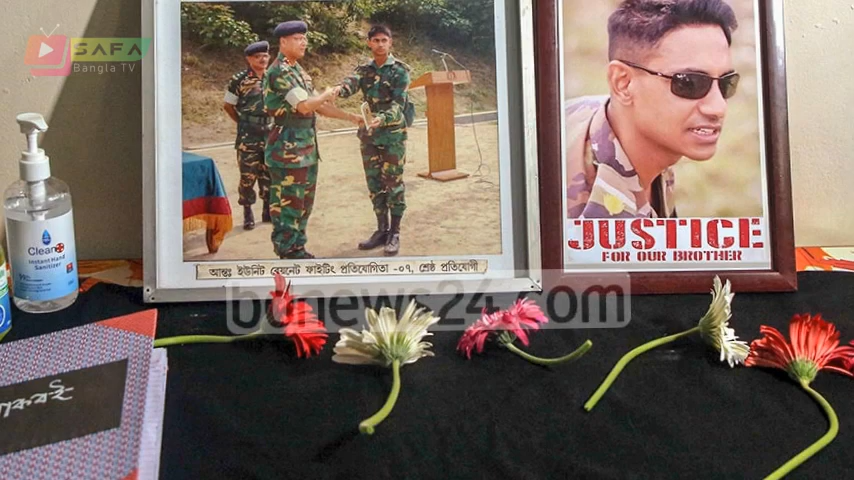 SAFA
Bangla TV
Clean
Instant Hand
Sanitizer
আন্তঃ ইউনিট বেয়নেট ফাইটিং প্রতিযোগিতা -০৭, শ্রেষ্ঠ প্রতিযোগী
JUSTICE
FOR OUR BROTHER
bdnews24.com